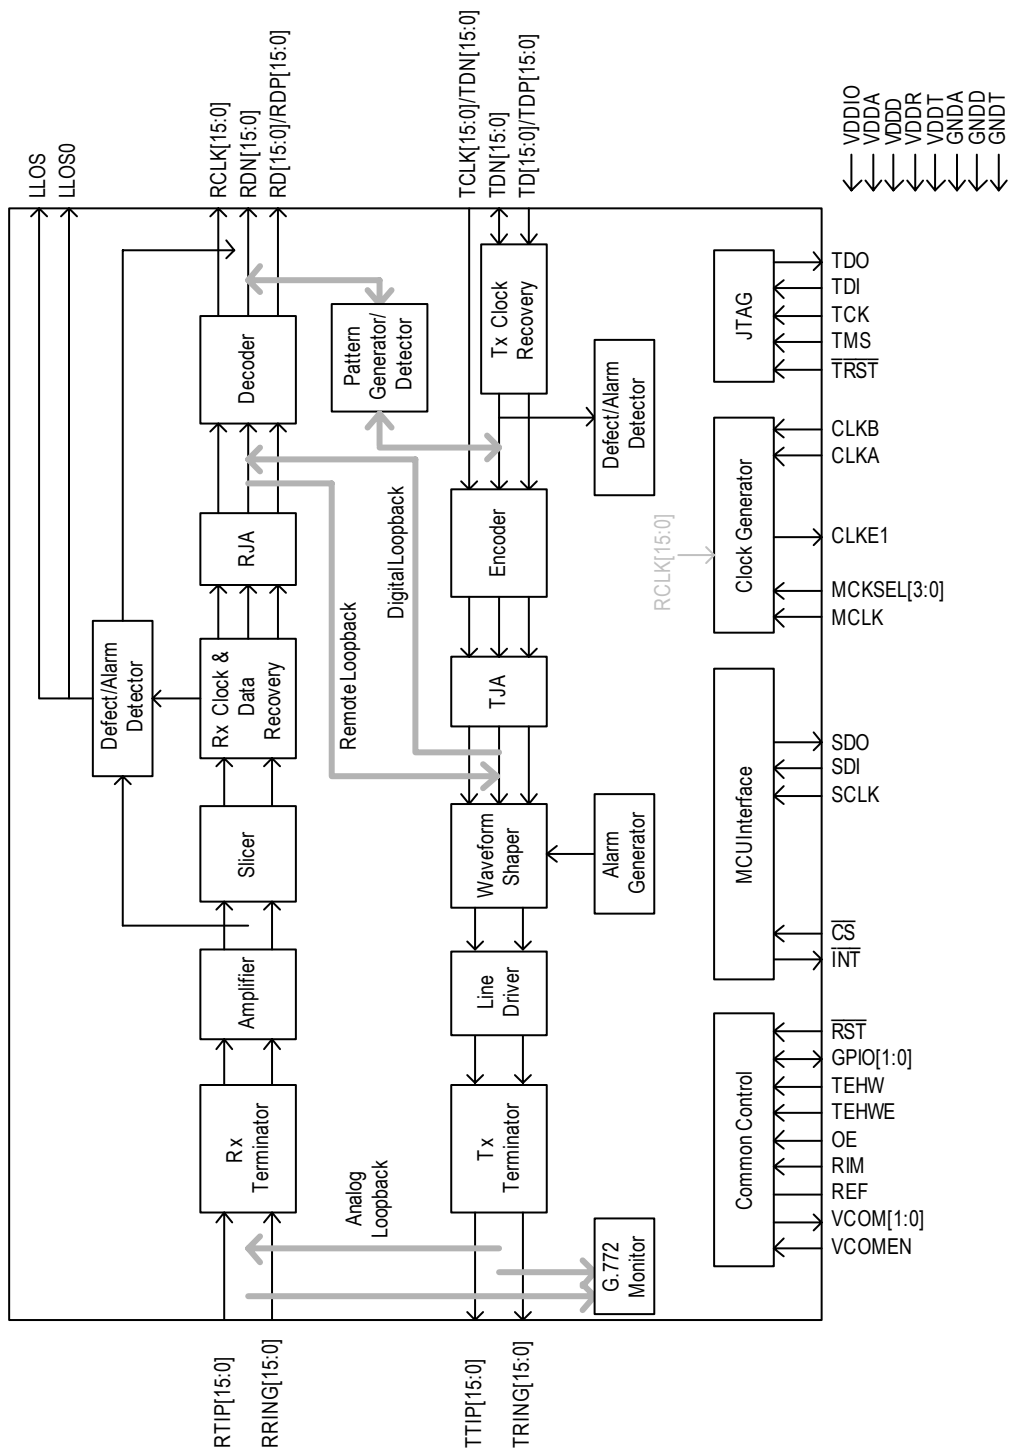 LLOS
LLOS0
RCLK[15:0]
RDN[15:0]
RD[15:0]/RDP[15:0]
TCLK[15:0]/TDN[15:0]
TDN[15:0]
TD[15:0]/TDP[15:0]
VDDIO
VDDA
VDDD
VDDR
VDDT
GNDA
GNDD
GNDT
Decoder
Pattern
Generator/
Detector
Tx Clock
Recovery
Defect/Alarm
Detector
JTAG
TDO
TDI
TCK
TMS
TRST
RJA
Digital Loopback
Remote Loopback
Encoder
RCLK[15:0]
Clock Generator
CLKB
CLKA
CLKE1
MCKSEL[3:0]
MCLK
Defect/Alarm
Detector
Rx Clock &
Data
Recovery
TJA
Slicer
Waveform
Shaper
Alarm
Generator
MCU Interface
SDO
SDI
SCLK
CS
INT
Amplifier
Line
Driver
Rx
Terminator
Analog
Loopback
Tx
Terminator
G.772
Monitor
Common Control
RST
GPIO[1:0]
TEHW
TEHWE
OE
RIM
REF
VCOM[1:0]
VCOMEN
RTIP[15:0]
RRING[15:0]
TTIP[15:0]
TRING[15:0]